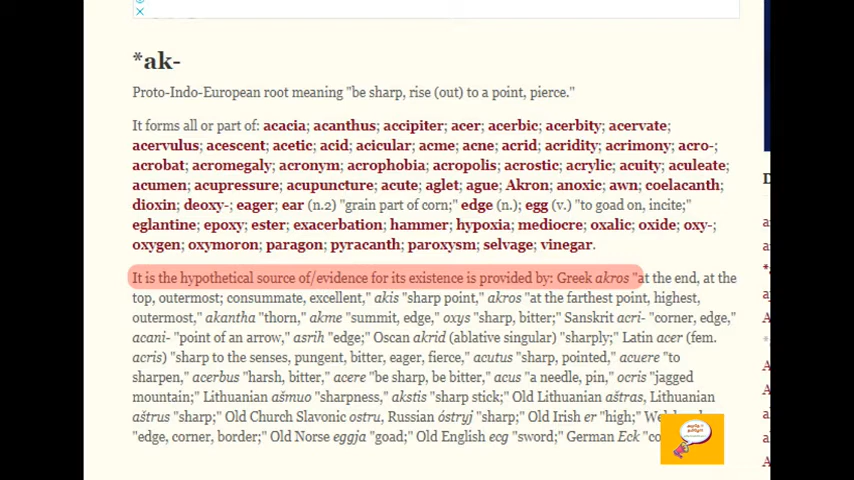 *ak-
Proto-Indo-European root meaning "be sharp, rise (out) to a point, pierce."
It forms all or part of: acacia; acanthus; accipiter; acer; acerbic; acerbity; acervate;
acervulus; acescent; acetic; acid; acicular; acme; acne; acrid; acridity; acrimony; acro-;
acrobat; acromegaly; acronym; acrophobia; acropolis; acrostic; acrylic; acuity; aculeate;
acumen; acupressure; acupuncture; acute; aglet; ague; Akron; anoxic; awn; coelacanth;
dioxin; deoxy-; eager; ear (n.2) "grain part of corn;" edge (n.); egg (v.) "to goad on, incite;"
eglantine; epoxy; ester; exacerbation; hammer; hypoxia; mediocre; oxalic; oxide; oxy-;
oxygen; oxymoron; paragon; pyracanth; paroxysm; selvage; vinegar.
It is the hypothetical source of/evidence for its existence is provided by: Greek akros "at the end, at the
top, outermost; consummate, excellent," akis "sharp point," akros "at the farthest point, highest,
outermost," akantha "thorn," akme "summit, edge," oxys "sharp, bitter;" Sanskrit acri- "corner, edge,"
acani- "point of an arrow," asrih "edge;" Oscan akrid (ablative singular) "sharply;" Latin acer (fem.
acris) "sharp to the senses, pungent, bitter, eager, fierce," acutus "sharp, pointed," acuere "to
sharpen," acerbus "harsh, bitter," acere "be sharp, be bitter," acus "a needle, pin," ocris "jagged
mountain;" Lithuanian ašmuo "sharpness," akstis "sharp stick;" Old Lithuanian aštras, Lithuanian
aštrus "sharp;" Old Church Slavonic ostru, Russian óstryj "sharp;" Old Irish er "high;"
"edge, corner, border;" Old Norse eggja "goad;" Old English ecg "sword;" German Eck